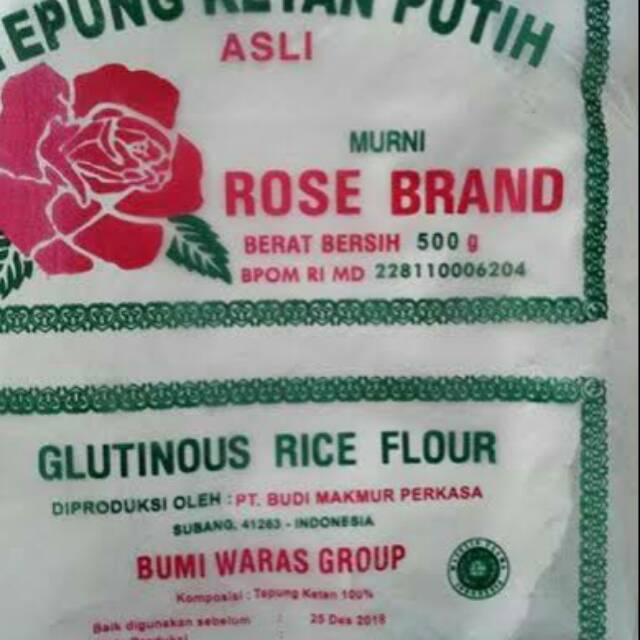 TEPUNG KETAN PUTIH
ASLI
MURNI
ROSE BRAND
BERAT BERSIH 500 g
BPOM RI MD 228110006204
GLUTINOUS RICE FLOUR
DIPRODUKSI OLEH : PT. BUDI MAKMUR PERKASA
SUBANG, 41263 - INDONESIA
BUMI WARAS GROUP
Komposisi : Tepung Ketan 100%
Baik digunakan sebelum : 25 Des 2018